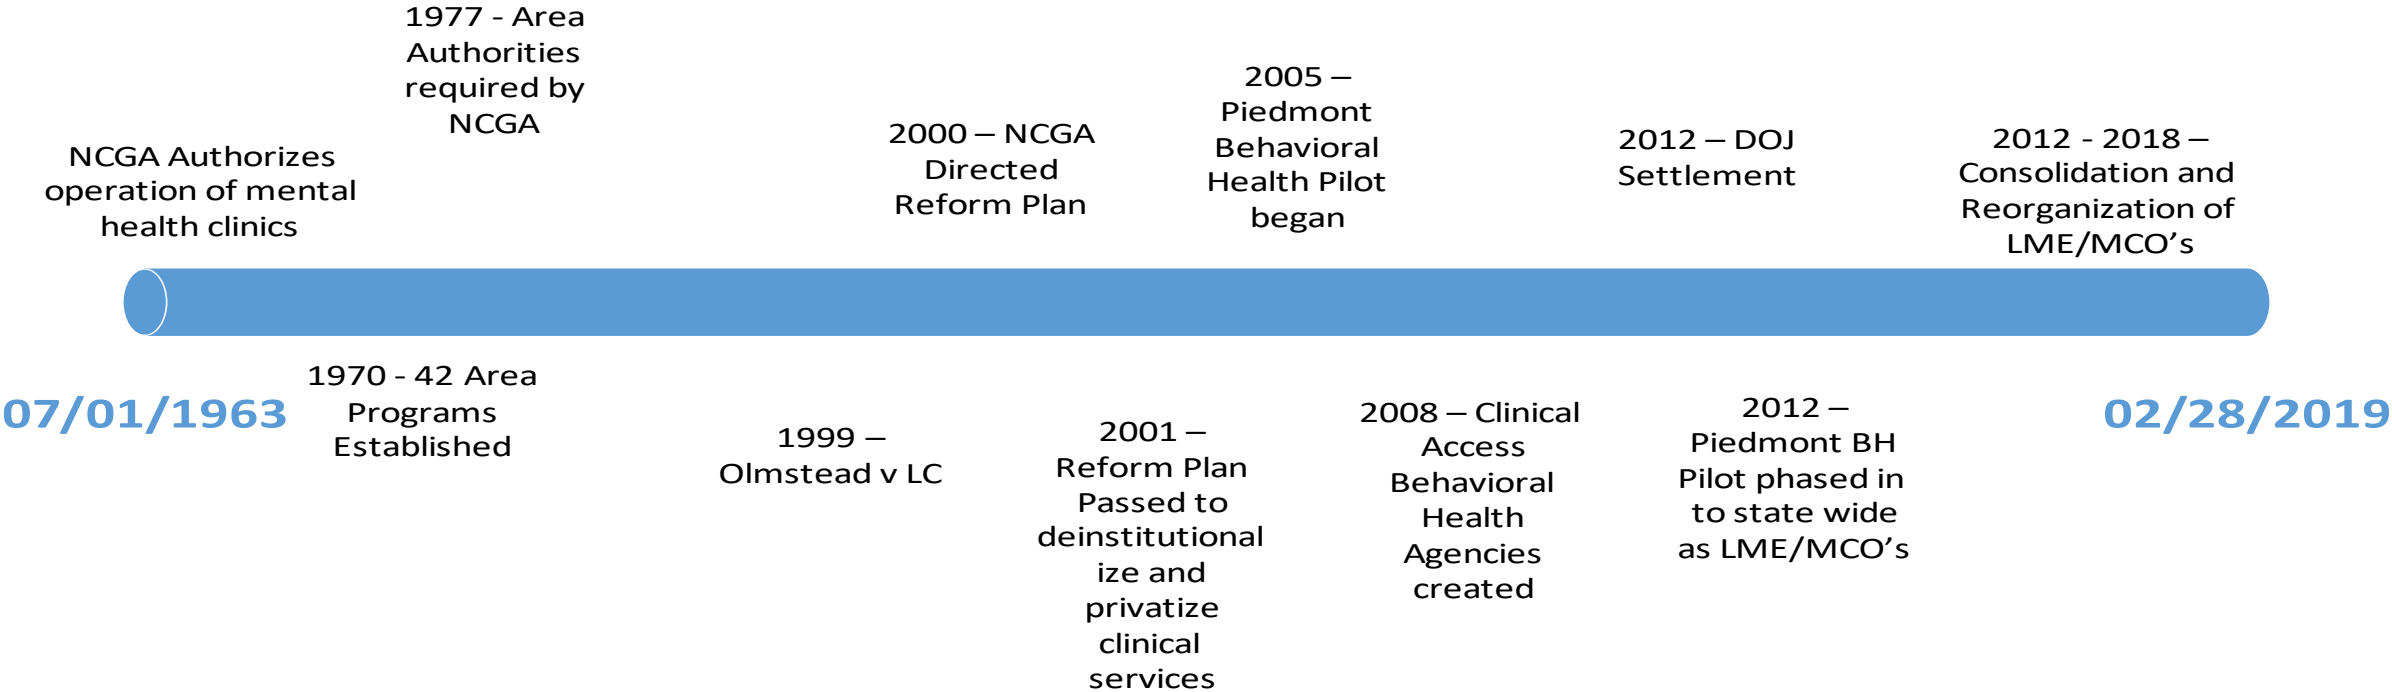 1977 - Area
Authorities
required by
NCGA
NCGA Authorizes
operation of mental
health clinics
2000 – NCGA
Directed
Reform Plan
2005 –
Piedmont
Behavioral
Health Pilot
began
2012 – DOJ
Settlement
2012 - 2018 –
Consolidation and
Reorganization of
LME/MCO’s
07/01/1963
1970 - 42 Area
Programs
Established
1999 –
Olmstead v LC
2001 –
Reform Plan
Passed to
deinstitutional
ize and
privatize
clinical
services
2008 – Clinical
Access
Behavioral
Health
Agencies
created
2012 –
Piedmont BH
Pilot phased in
to state wide
as LME/MCO’s
02/28/2019